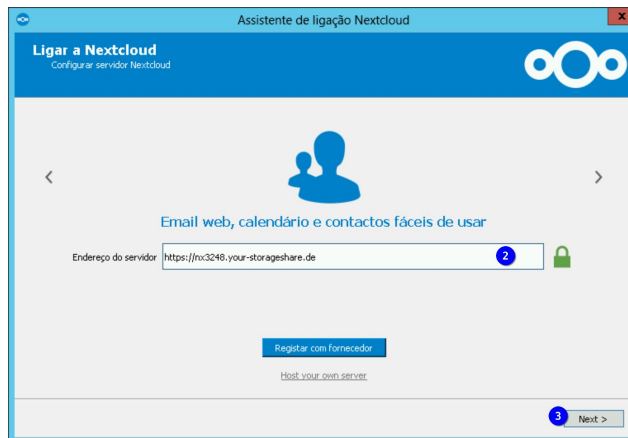 Assistente de ligação Nextcloud
x
Ligar a Nextcloud
Configurar servidor Nextcloud
Email web, calendário e contactos fáceis de usar
Endereço do servidor https://nx3248.your-storageshare.de 2
Registar com fornecedor
Host your own server
3 Next >